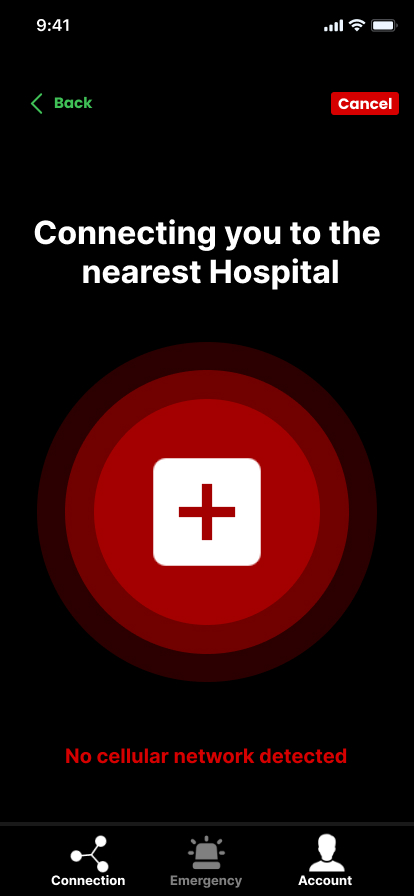 9:41
Back
Cancel
Connecting you to the
nearest Hospital
No cellular network detected
Connection
Emergency
Account